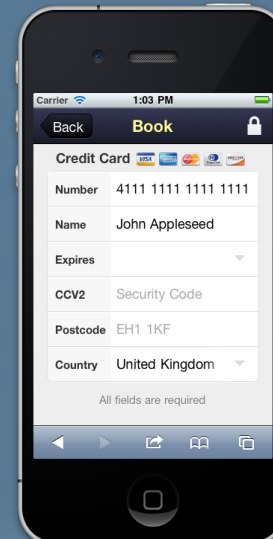 Carrier 1:03 PM
Back Book
Credit Card VISA
Number 4111 1111 1111 1111
Name John Appleseed
Expires
CCV2 Security Code
Postcode EH1 1KF
Country United Kingdom
All fields are required